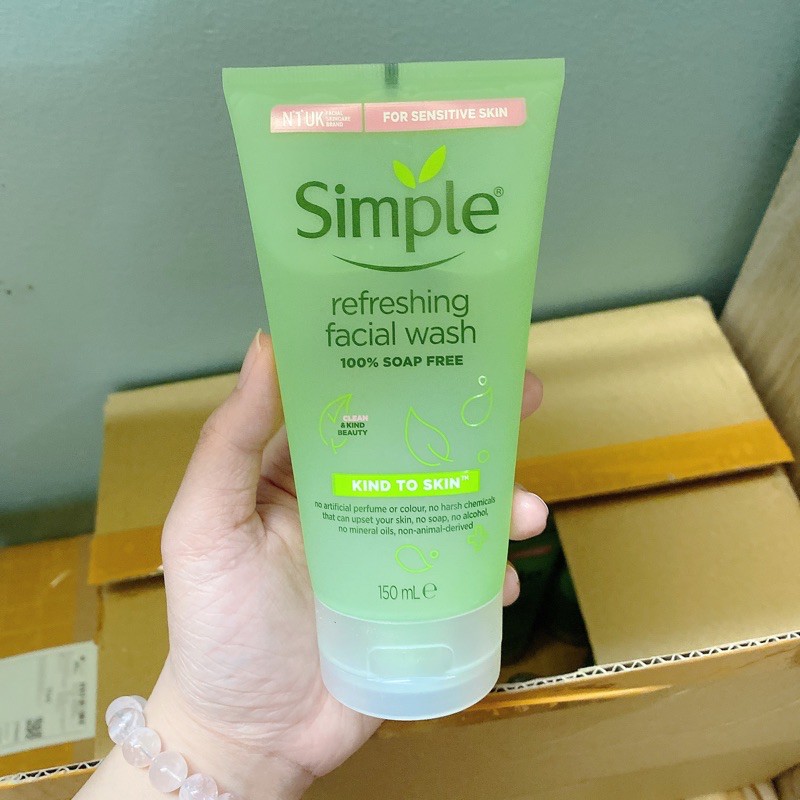 FOR SENSITIVE SKIN
Simple®
refreshing
facial wash
100% SOAP FREE
CLEAN
& KIND
BEAUTY
KIND TO SKIN™
no artificial perfume or colour, no harsh chemicals
that can upset your skin, no soap, no alcohol,
no mineral oils, non-animal-derived
150 mL℮